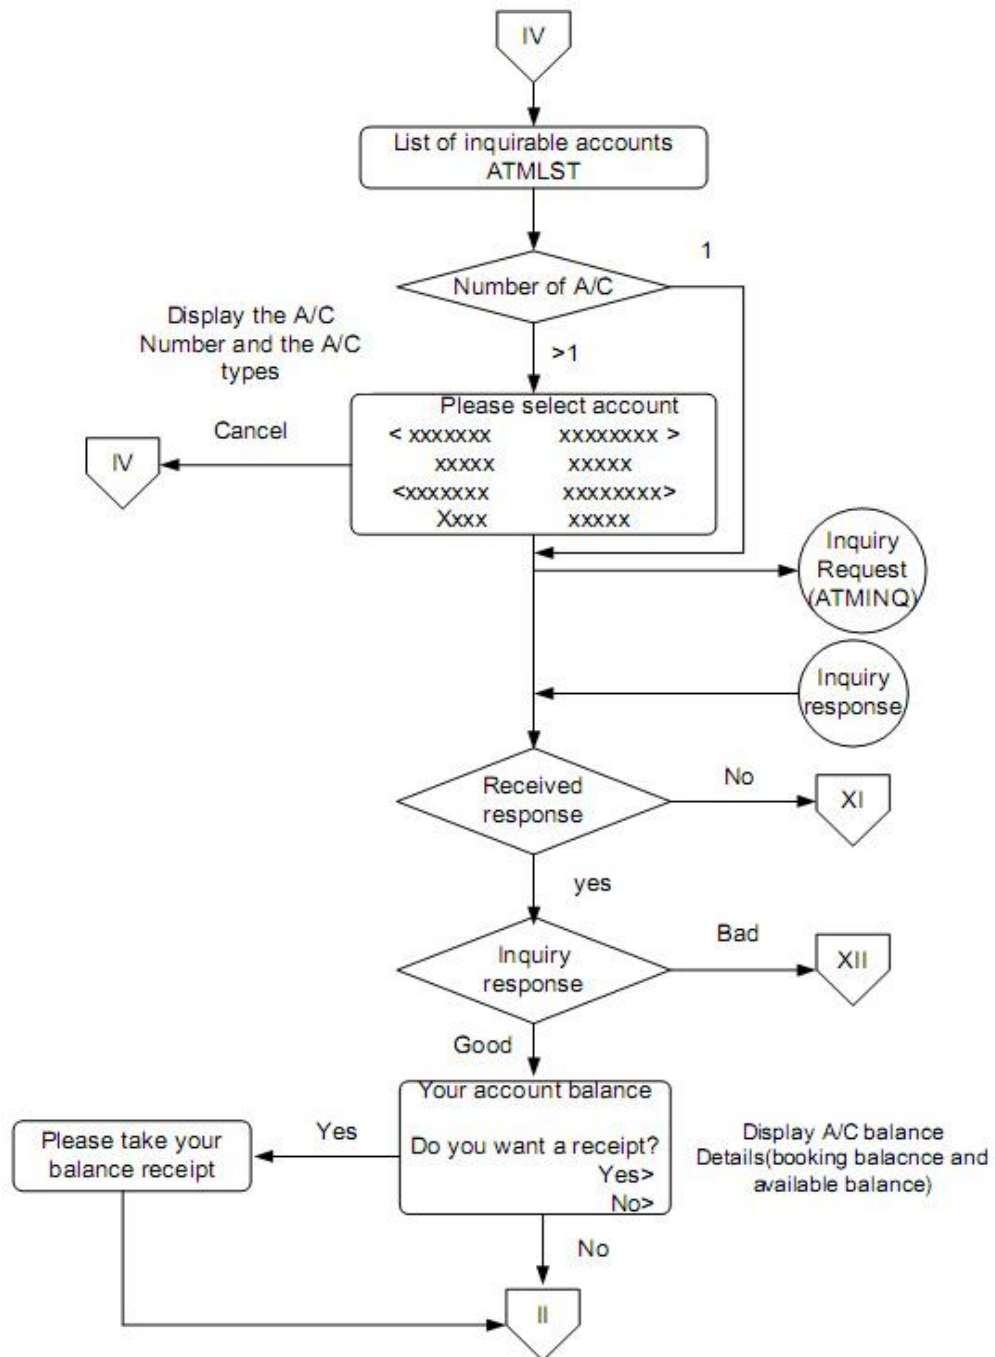 IV
List of inquirable accounts
ATMLST
1
Number of A/C
>1
Display the A/C
Number and the A/C
types
Please select account
< xxxxxxx xxxxxxxx >
xxxxx xxxxx
<xxxxxxx xxxxxxxx>
Xxxx xxxxx
Cancel
IV
Inquiry
Request
(ATMINQ)
Inquiry
response
Received
response
No
XI
yes
Inquiry
response
Bad
XII
Good
Your account balance
Do you want a receipt?
Yes>
No>
Yes
Please take your
balance receipt
Display A/C balance
Details(booking balacnce and
available balance)
No
II